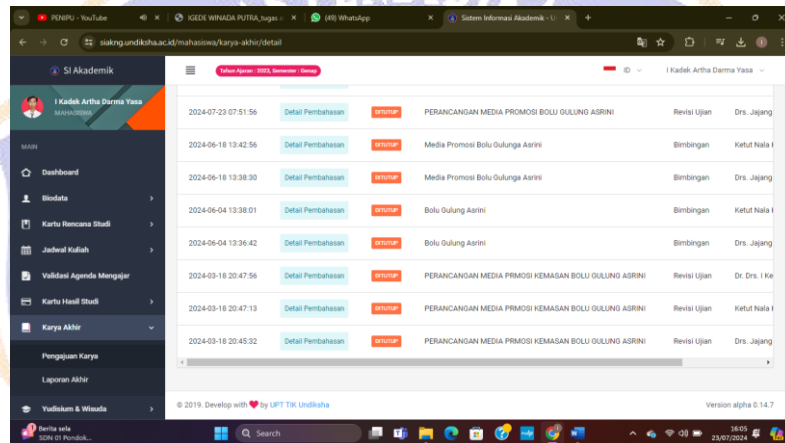 PENIPU - YouTube
IGEDE WINADA PUTRA_tugas
(49) WhatsApp
Sistem Informasi Akademik - U
siakng.undiksha.ac.id/mahasiswa/karya-akhir/detail
SI Akademik
Tahun Ajaran : 2023, Semester : Genap
ID
I Kadek Artha Darma Yasa
I Kadek Artha Darma Yasa
MAHASISWA
MAIN
Dashboard
Biodata
Kartu Rencana Studi
Jadwal Kuliah
Validasi Agenda Mengajar
Kartu Hasil Studi
Karya Akhir
Pengajuan Karya
Laporan Akhir
Yudisium & Wisuda
2024-07-23 07:51:56 Detail Pembahasan DITUTUP PERANCANGAN MEDIA PROMOSI BOLU GULUNG ASRINI Revisi Ujian Drs. Jajang
2024-06-18 13:42:56 Detail Pembahasan DITUTUP Media Promosi Bolu Gulunga Asrini Bimbingan Ketut Nala
2024-06-18 13:38:30 Detail Pembahasan DITUTUP Media Promosi Bolu Gulunga Asrini Bimbingan Drs. Jajang
2024-06-04 13:38:01 Detail Pembahasan DITUTUP Bolu Gulung Asrini Bimbingan Ketut Nala
2024-06-04 13:36:42 Detail Pembahasan DITUTUP Bolu Gulung Asrini Bimbingan Drs. Jajang
2024-03-18 20:47:56 Detail Pembahasan DITUTUP PERANCANGAN MEDIA PRMOSI KEMASAN BOLU GULUNG ASRINI Revisi Ujian Dr. Drs. I Ke
2024-03-18 20:47:13 Detail Pembahasan DITUTUP PERANCANGAN MEDIA PRMOSI KEMASAN BOLU GULUNG ASRINI Revisi Ujian Ketut Nala
2024-03-18 20:45:32 Detail Pembahasan DITUTUP PERANCANGAN MEDIA PRMOSI KEMASAN BOLU GULUNG ASRINI Revisi Ujian Drs. Jajang
© 2019. Develop with by UPT TIK Undiksha
Version alpha 0.14.7
Berita sela
SDN 01 Pondok...
Search
16:05
23/07/2024